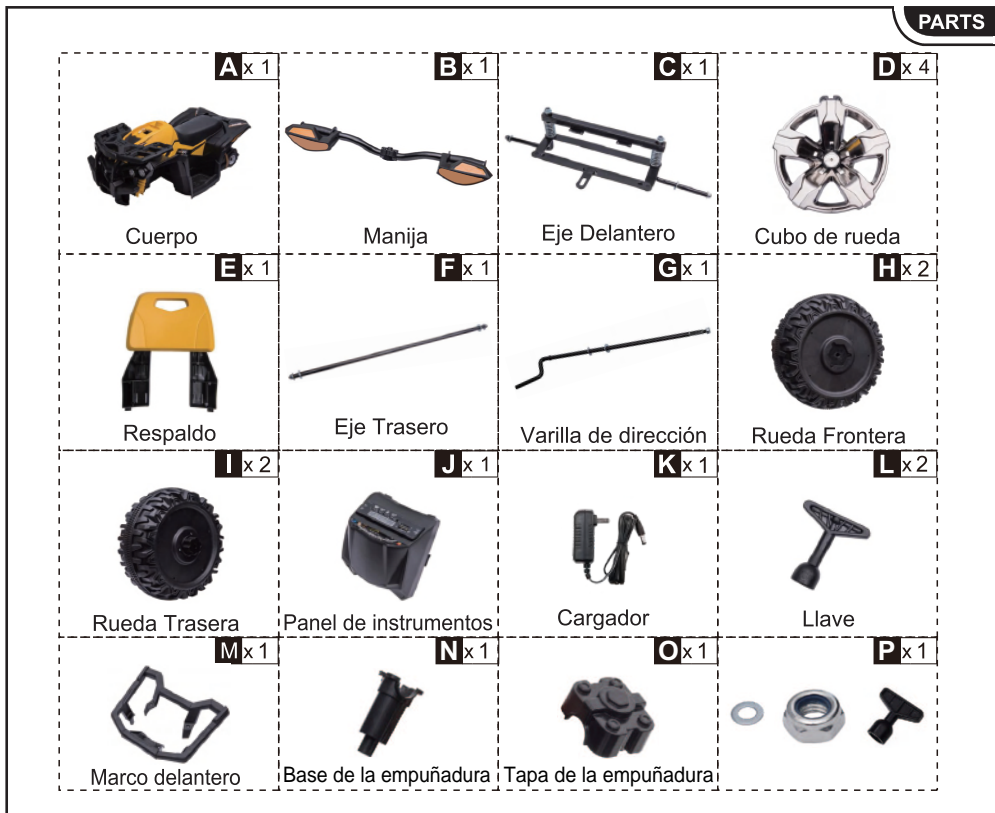 PARTS
A x 1
B x 1
C x 1
D x 4
Cuerpo
Manija
Eje Delantero
Cubo de rueda
E x 1
F x 1
G x 1
H x 2
Respaldo
Eje Trasero
Varilla de dirección
Rueda Frontera
I x 2
J x 1
K x 1
L x 2
Rueda Trasera
Panel de instrumentos
Cargador
Llave
M x 1
N x 1
O x 1
P x 1
Marco delantero
Base de la empuñadura
Tapa de la empuñadura